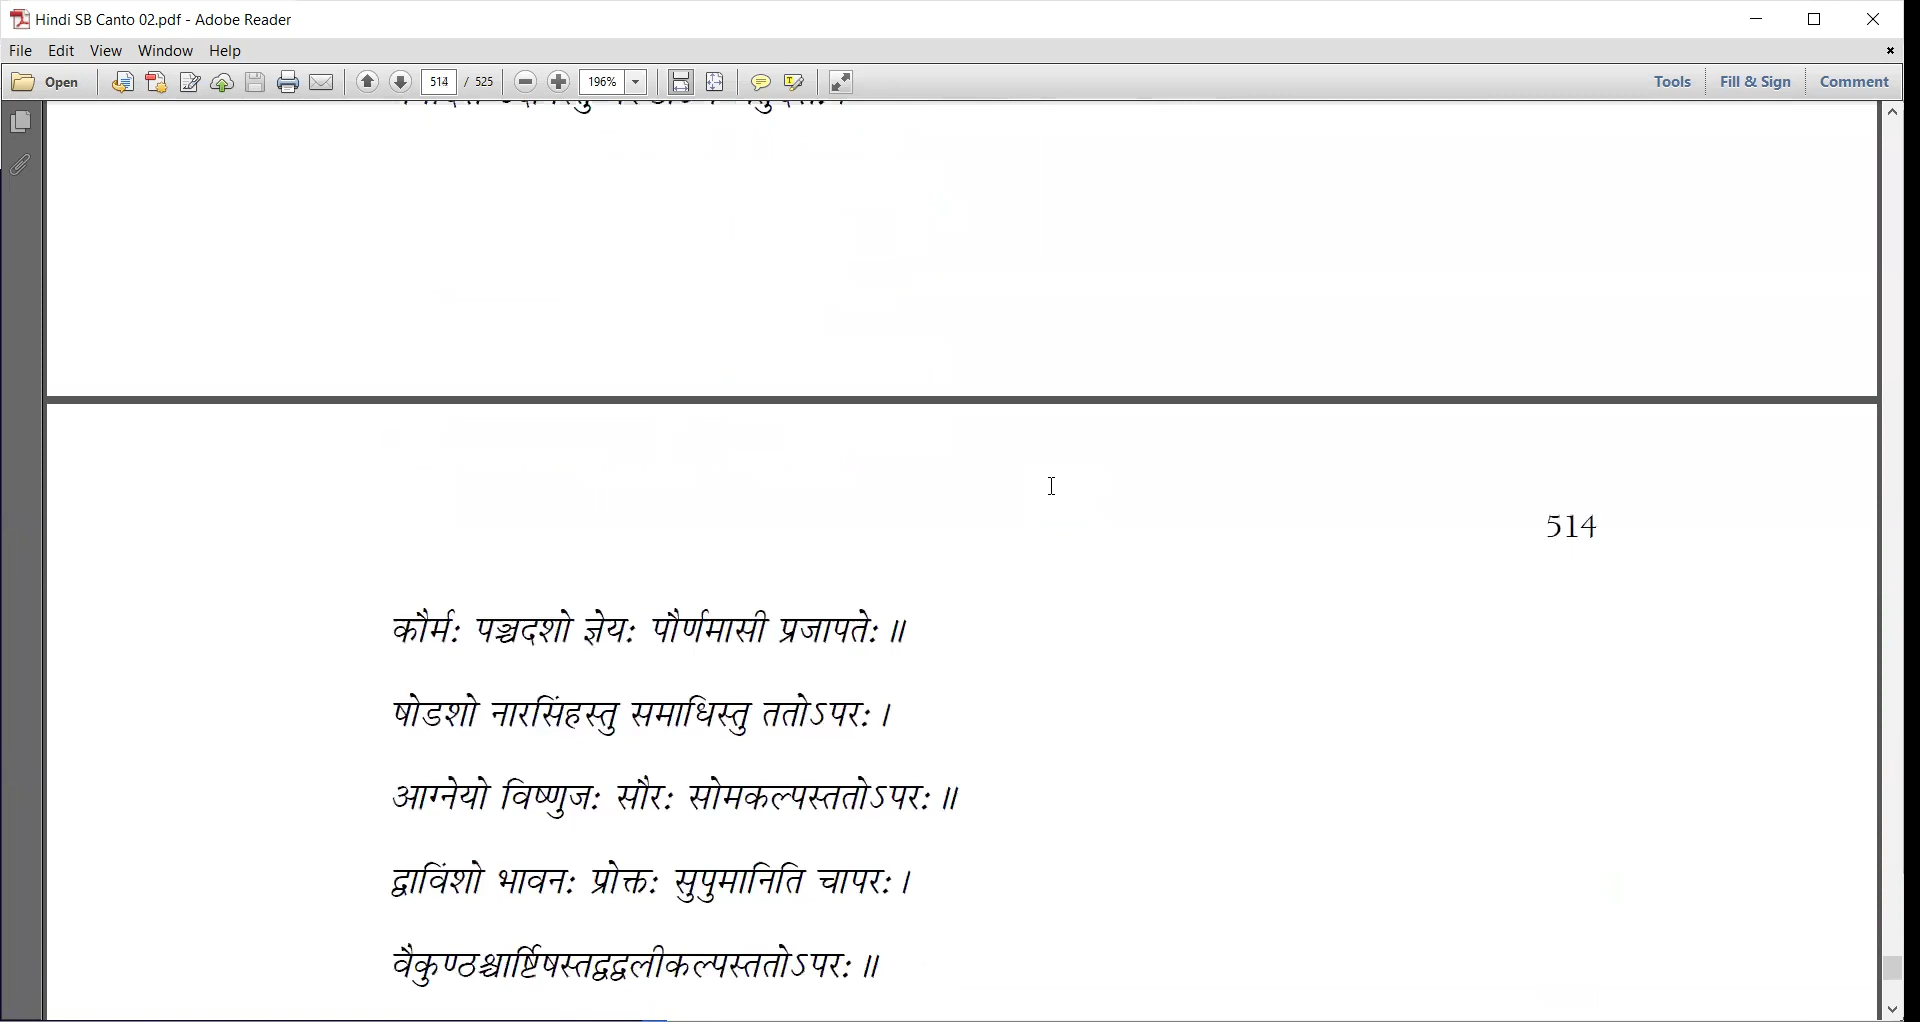 Hindi SB Canto 02.pdf - Adobe Reader
File Edit View Window Help
Open 514 / 525 196% Tools Fill & Sign Comment
514
कौर्मः पञ्चदशो ज्ञेयः पौर्णमासी प्रजापतेः॥
षोडशो नारसिंहस्तु समाधिस्तु ततोऽपरः।
आग्नेयो विष्णुजः सौरः सोमकल्पस्ततोऽपरः॥
द्वाविंशो भावनः प्रोक्तः सुपुमानिति चापरः।
वैकुण्ठश्चार्ष्टिषस्तद्वद्वलीकल्पस्ततोऽपरः॥